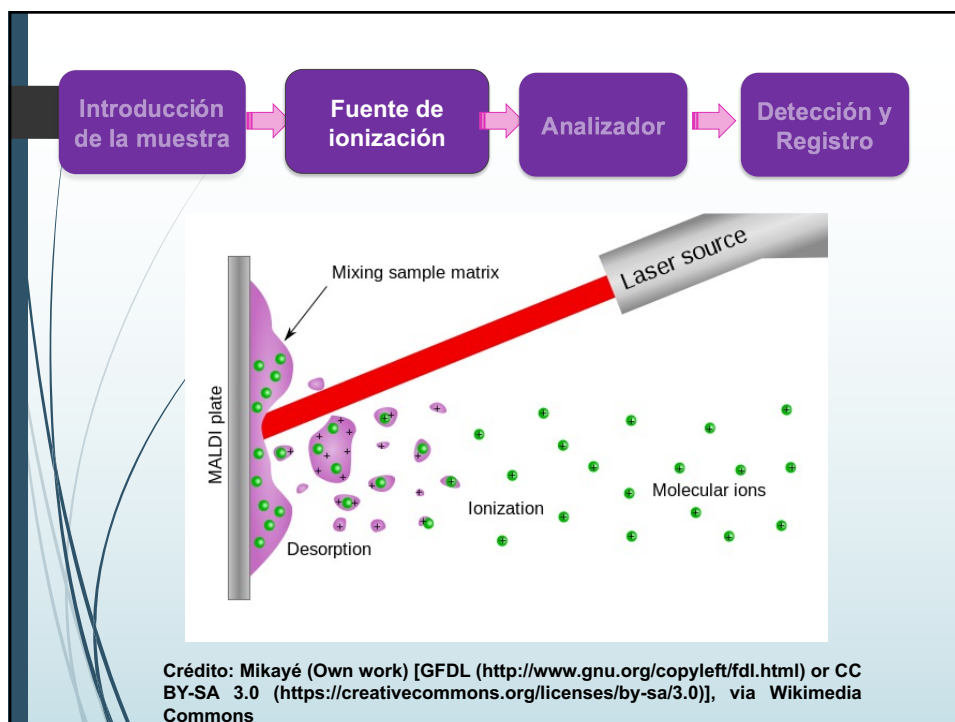 Introducción
de la muestra
Fuente de
ionización
Analizador
Detección y
Registro
Mixing sample matrix
Laser source
MALDI plate
Desorption
Ionization
Molecular ions
Crédito: Mikayé (Own work) [GFDL (http://www.gnu.org/copyleft/fdl.html) or CC
BY-SA 3.0 (https://creativecommons.org/licenses/by-sa/3.0)], via Wikimedia
Commons